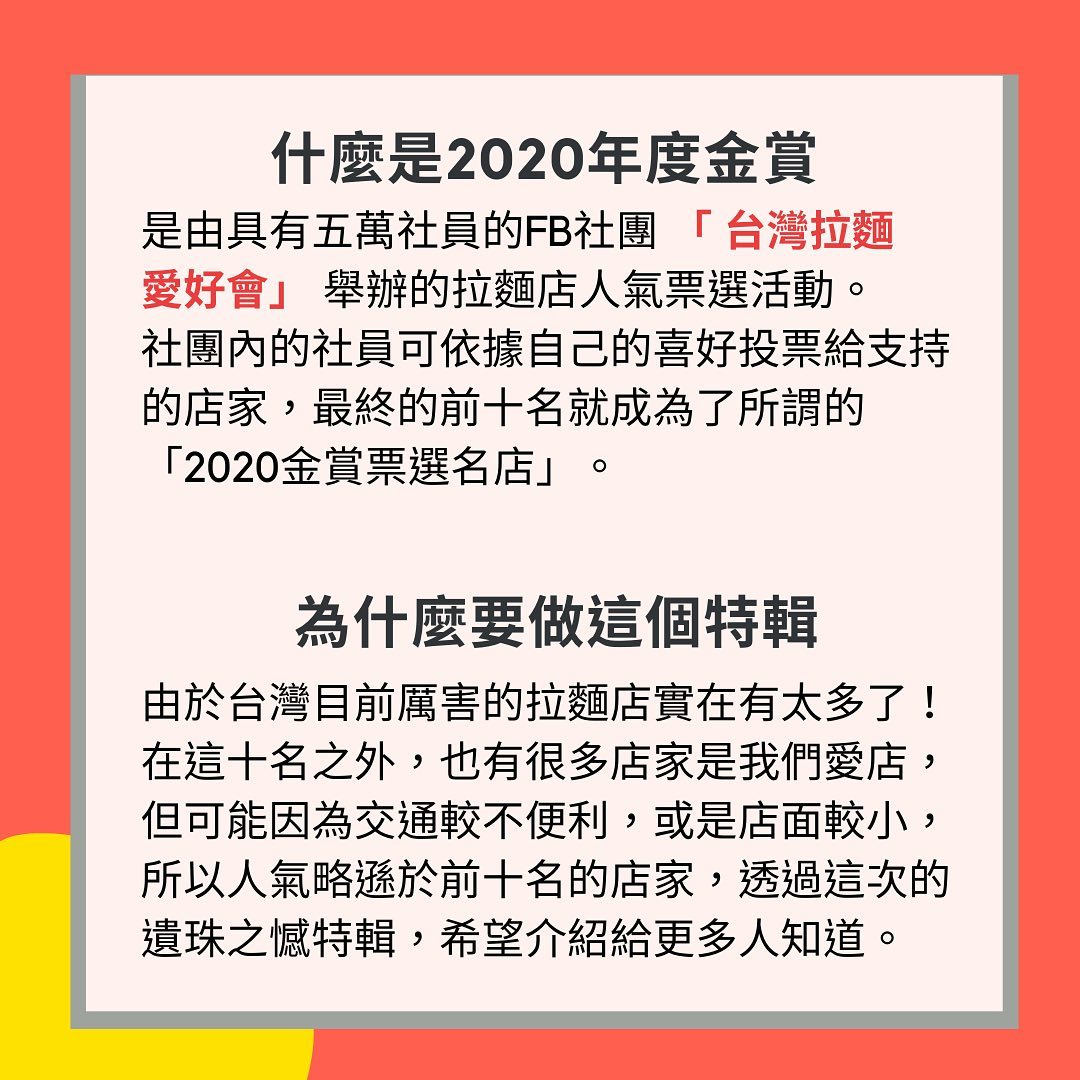 什麼是2020年度金賞
是由具有五萬社員的FB社團 「 台灣拉麵
愛好會」 舉辦的拉麵店人氣票選活動。
社團內的社員可依據自己的喜好投票給支持
的店家，最終的前十名就成為了所謂的
「2020金賞票選名店」。
為什麼要做這個特輯
由於台灣目前厲害的拉麵店實在有太多了！
在這十名之外，也有很多店家是我們愛店，
但可能因為交通較不便利，或是店面較小，
所以人氣略遜於前十名的店家，透過這次的
遺珠之憾特輯，希望介紹給更多人知道。